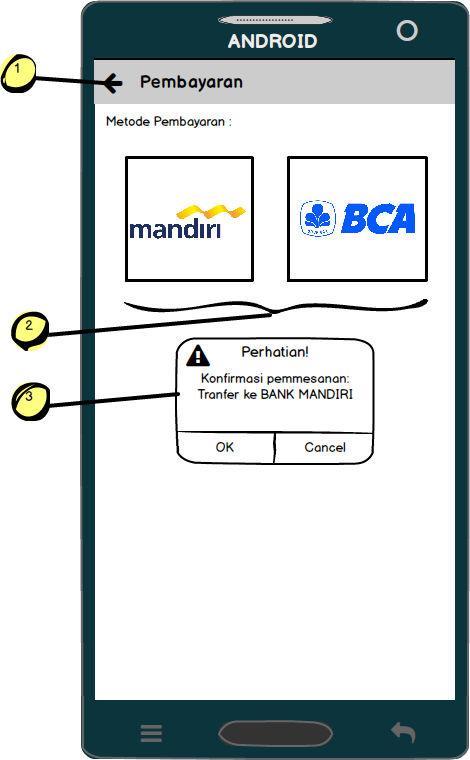 ANDROID
1
Pembayaran
Metode Pembayaran :
mandiri
BCA
2
Perhatian!
3
Konfirmasi pemmesanan:
Tranfer ke BANK MANDIRI
OK
Cancel